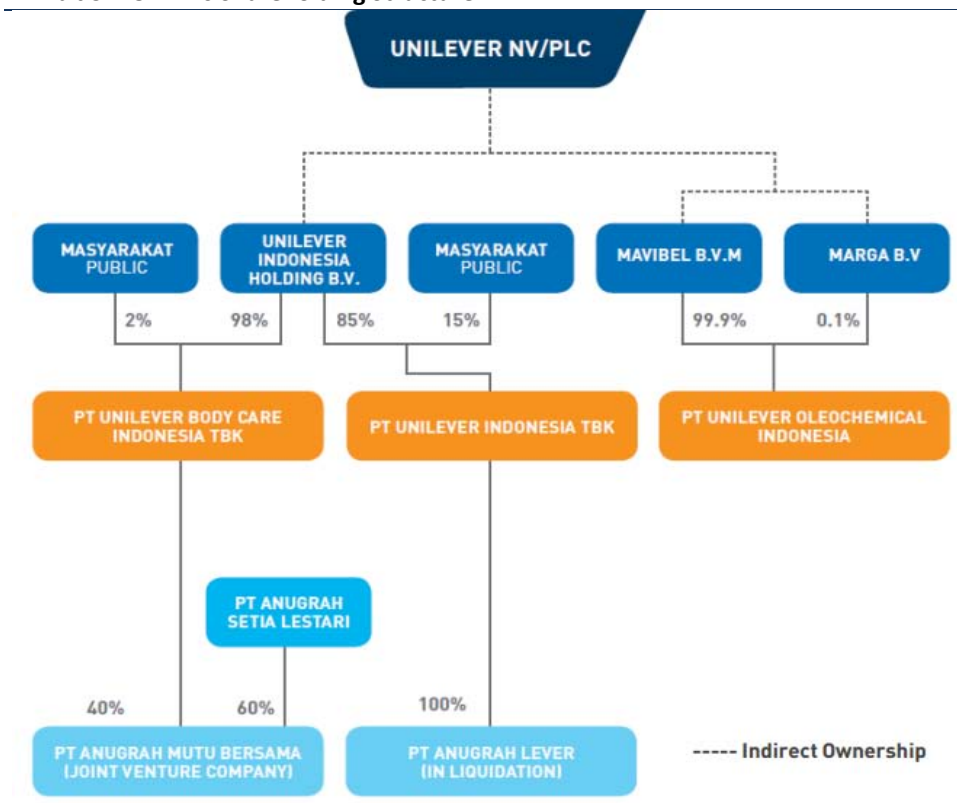 UNILEVER NV/PLC
MASYARAKAT
PUBLIC
UNILEVER
INDONESIA
HOLDING B.V.
MASYARAKAT
PUBLIC
MAVIBEL B.V.M
MARGA B.V
2%
98%
85%
15%
99.9%
0.1%
PT UNILEVER BODY CARE
INDONESIA TBK
PT UNILEVER INDONESIA TBK
PT UNILEVER OLEOCHEMICAL
INDONESIA
PT ANUGRAH
SETIA LESTARI
40%
60%
100%
PT ANUGRAH MUTU BERSAMA
(JOINT VENTURE COMPANY)
PT ANUGRAH LEVER
(IN LIQUIDATION)
----- Indirect Ownership